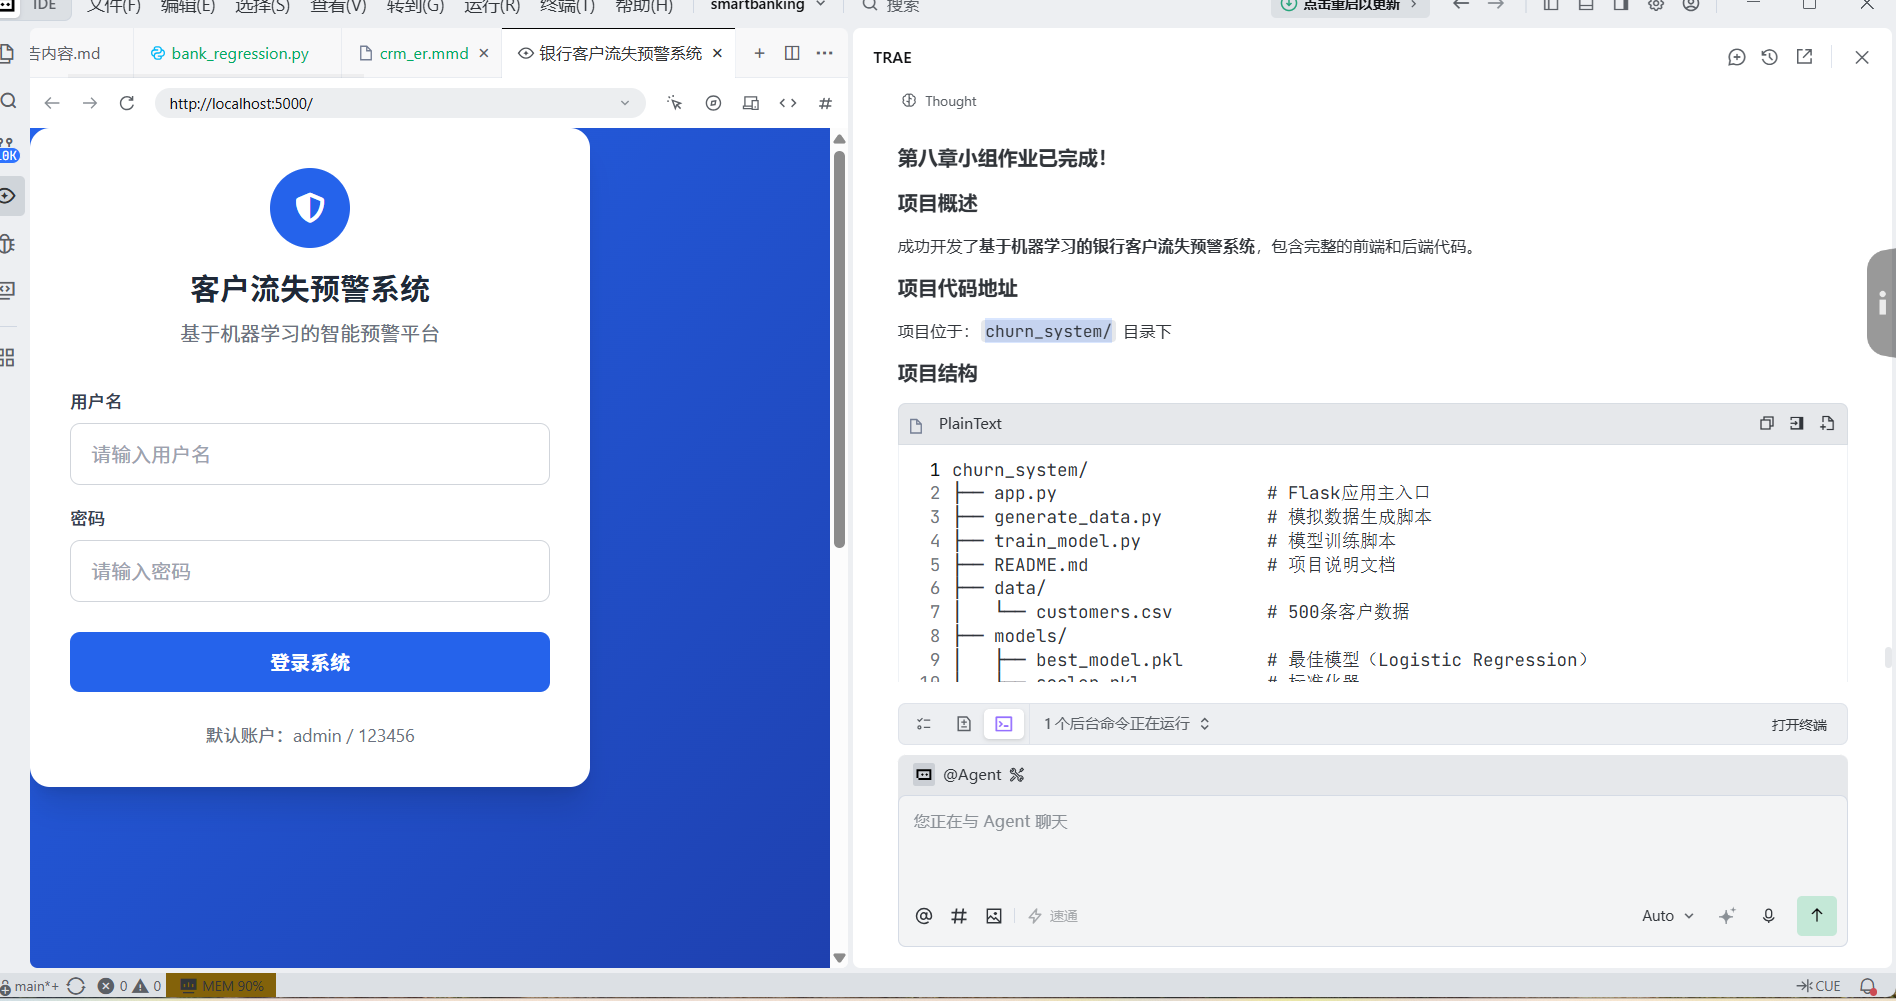 IDE 文件(F) 编辑(E) 选择(S) 查看(V) 转到(G) 运行(R) 终端(T) 帮助(H) smartbanking 搜索 点击重启以更新
告内容.md bank_regression.py crm_er.mmd 银行客户流失预警系统
http://localhost:5000/
客户流失预警系统
基于机器学习的智能预警平台
用户名
请输入用户名
密码
请输入密码
登录系统
默认账户：admin / 123456
TRAE
Thought
第八章小组作业已完成！
项目概述
成功开发了基于机器学习的银行客户流失预警系统，包含完整的前端和后端代码。
项目代码地址
项目位于： churn_system/ 目录下
项目结构
PlainText
1 churn_system/
2 ├── app.py # Flask应用主入口
3 ├── generate_data.py # 模拟数据生成脚本
4 ├── train_model.py # 模型训练脚本
5 ├── README.md # 项目说明文档
6 ├── data/
7 │   └── customers.csv # 500条客户数据
8 ├── models/
9 │   ├── best_model.pkl # 最佳模型（Logistic Regression）
10 │   ├── scaler.pkl # 标准化器
1 个后台命令正在运行 打开终端
@Agent
您正在与 Agent 聊天
速通 Auto
main*+ 0 0 MEM 90% CUE